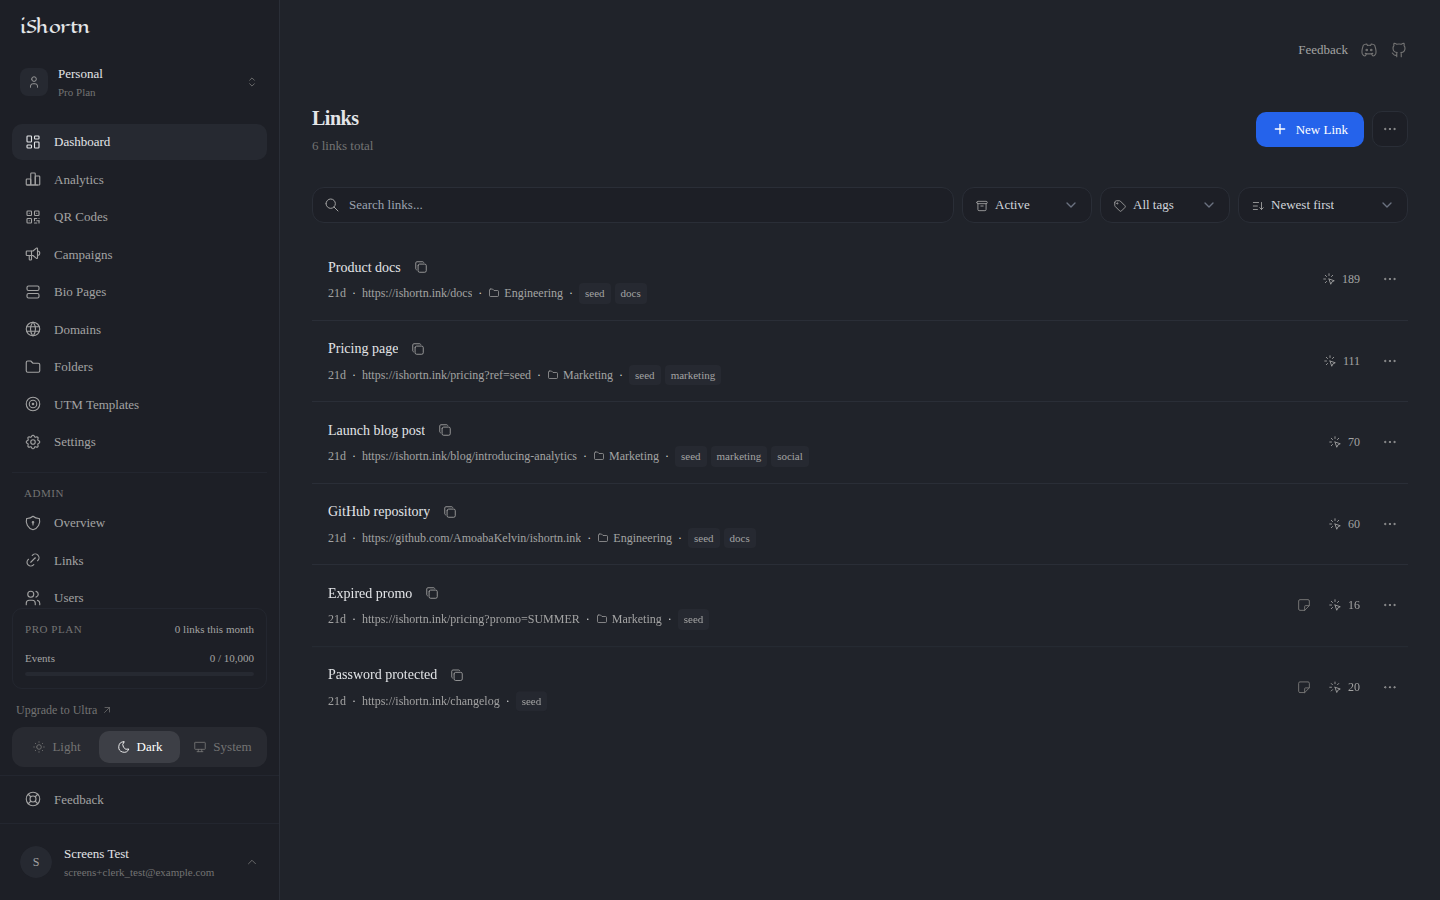 iShortn
Personal
Pro Plan
Dashboard
Analytics
QR Codes
Campaigns
Bio Pages
Domains
Folders
UTM Templates
Settings
ADMIN
Overview
Links
Users
PRO PLAN 0 links this month
Events 0 / 10,000
Upgrade to Ultra
Light Dark System
Feedback
S
Screens Test
screens+clerk_test@example.com
Feedback
Links
6 links total
New Link
Search links... Active All tags Newest first
Product docs
21d · https://ishortn.ink/docs · Engineering · seed docs
189
Pricing page
21d · https://ishortn.ink/pricing?ref=seed · Marketing · seed marketing
111
Launch blog post
21d · https://ishortn.ink/blog/introducing-analytics · Marketing · seed marketing social
70
GitHub repository
21d · https://github.com/AmoabaKelvin/ishortn.ink · Engineering · seed docs
60
Expired promo
21d · https://ishortn.ink/pricing?promo=SUMMER · Marketing · seed
16
Password protected
21d · https://ishortn.ink/changelog · seed
20